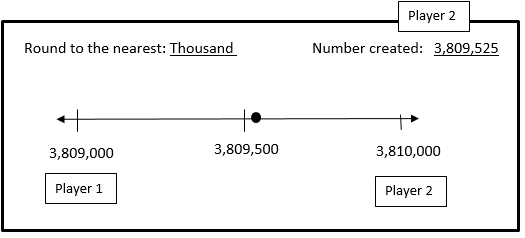 Player 2
Round to the nearest: Thousand
Number created: 3,809,525
3,809,000
3,809,500
3,810,000
Player 1
Player 2